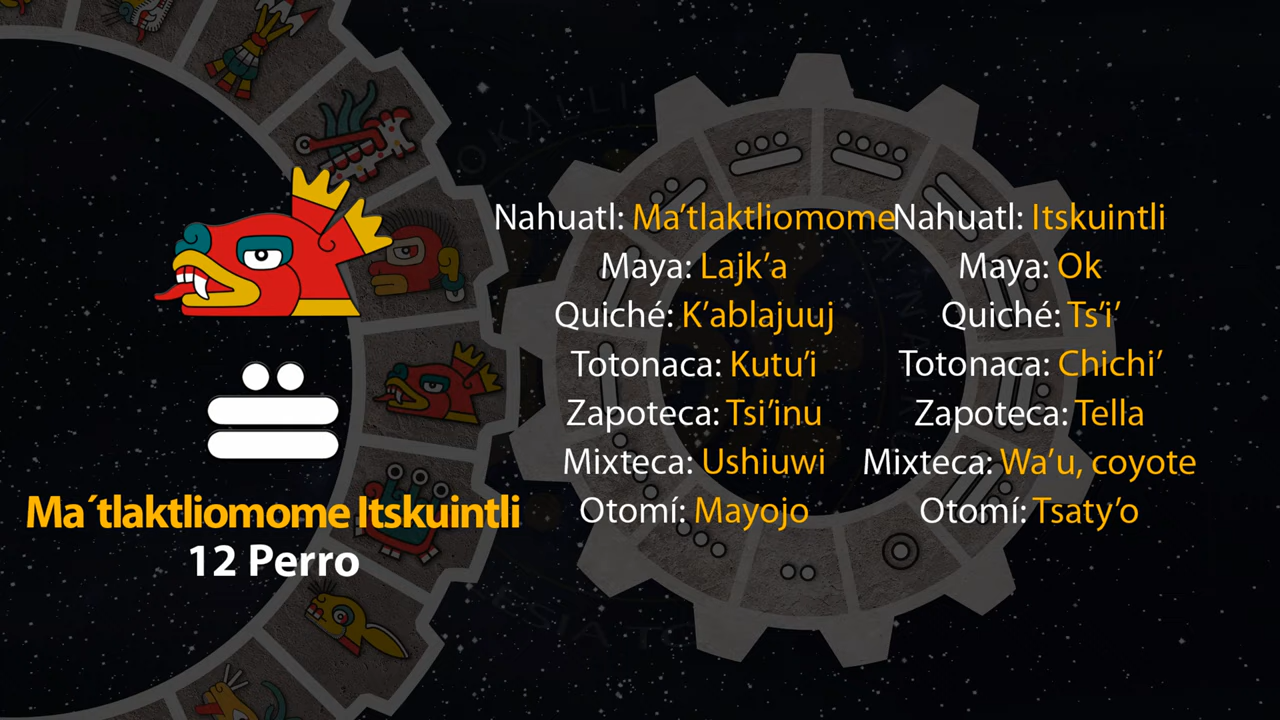 Nahuatl: Ma’tlaktliomome
Maya: Lajk’a
Quiché: K’ablajuuj
Totonaca: Kutu’i
Zapoteca: Tsi’inu
Mixteca: Ushiuwi
Otomí: Mayojo
Nahuatl: Itskuintli
Maya: Ok
Quiché: Ts’i’
Totonaca: Chichi’
Zapoteca: Tella
Mixteca: Wa’u, coyote
Otomí: Tsaty’o
Ma´tlaktliomome Itskuintli
12 Perro